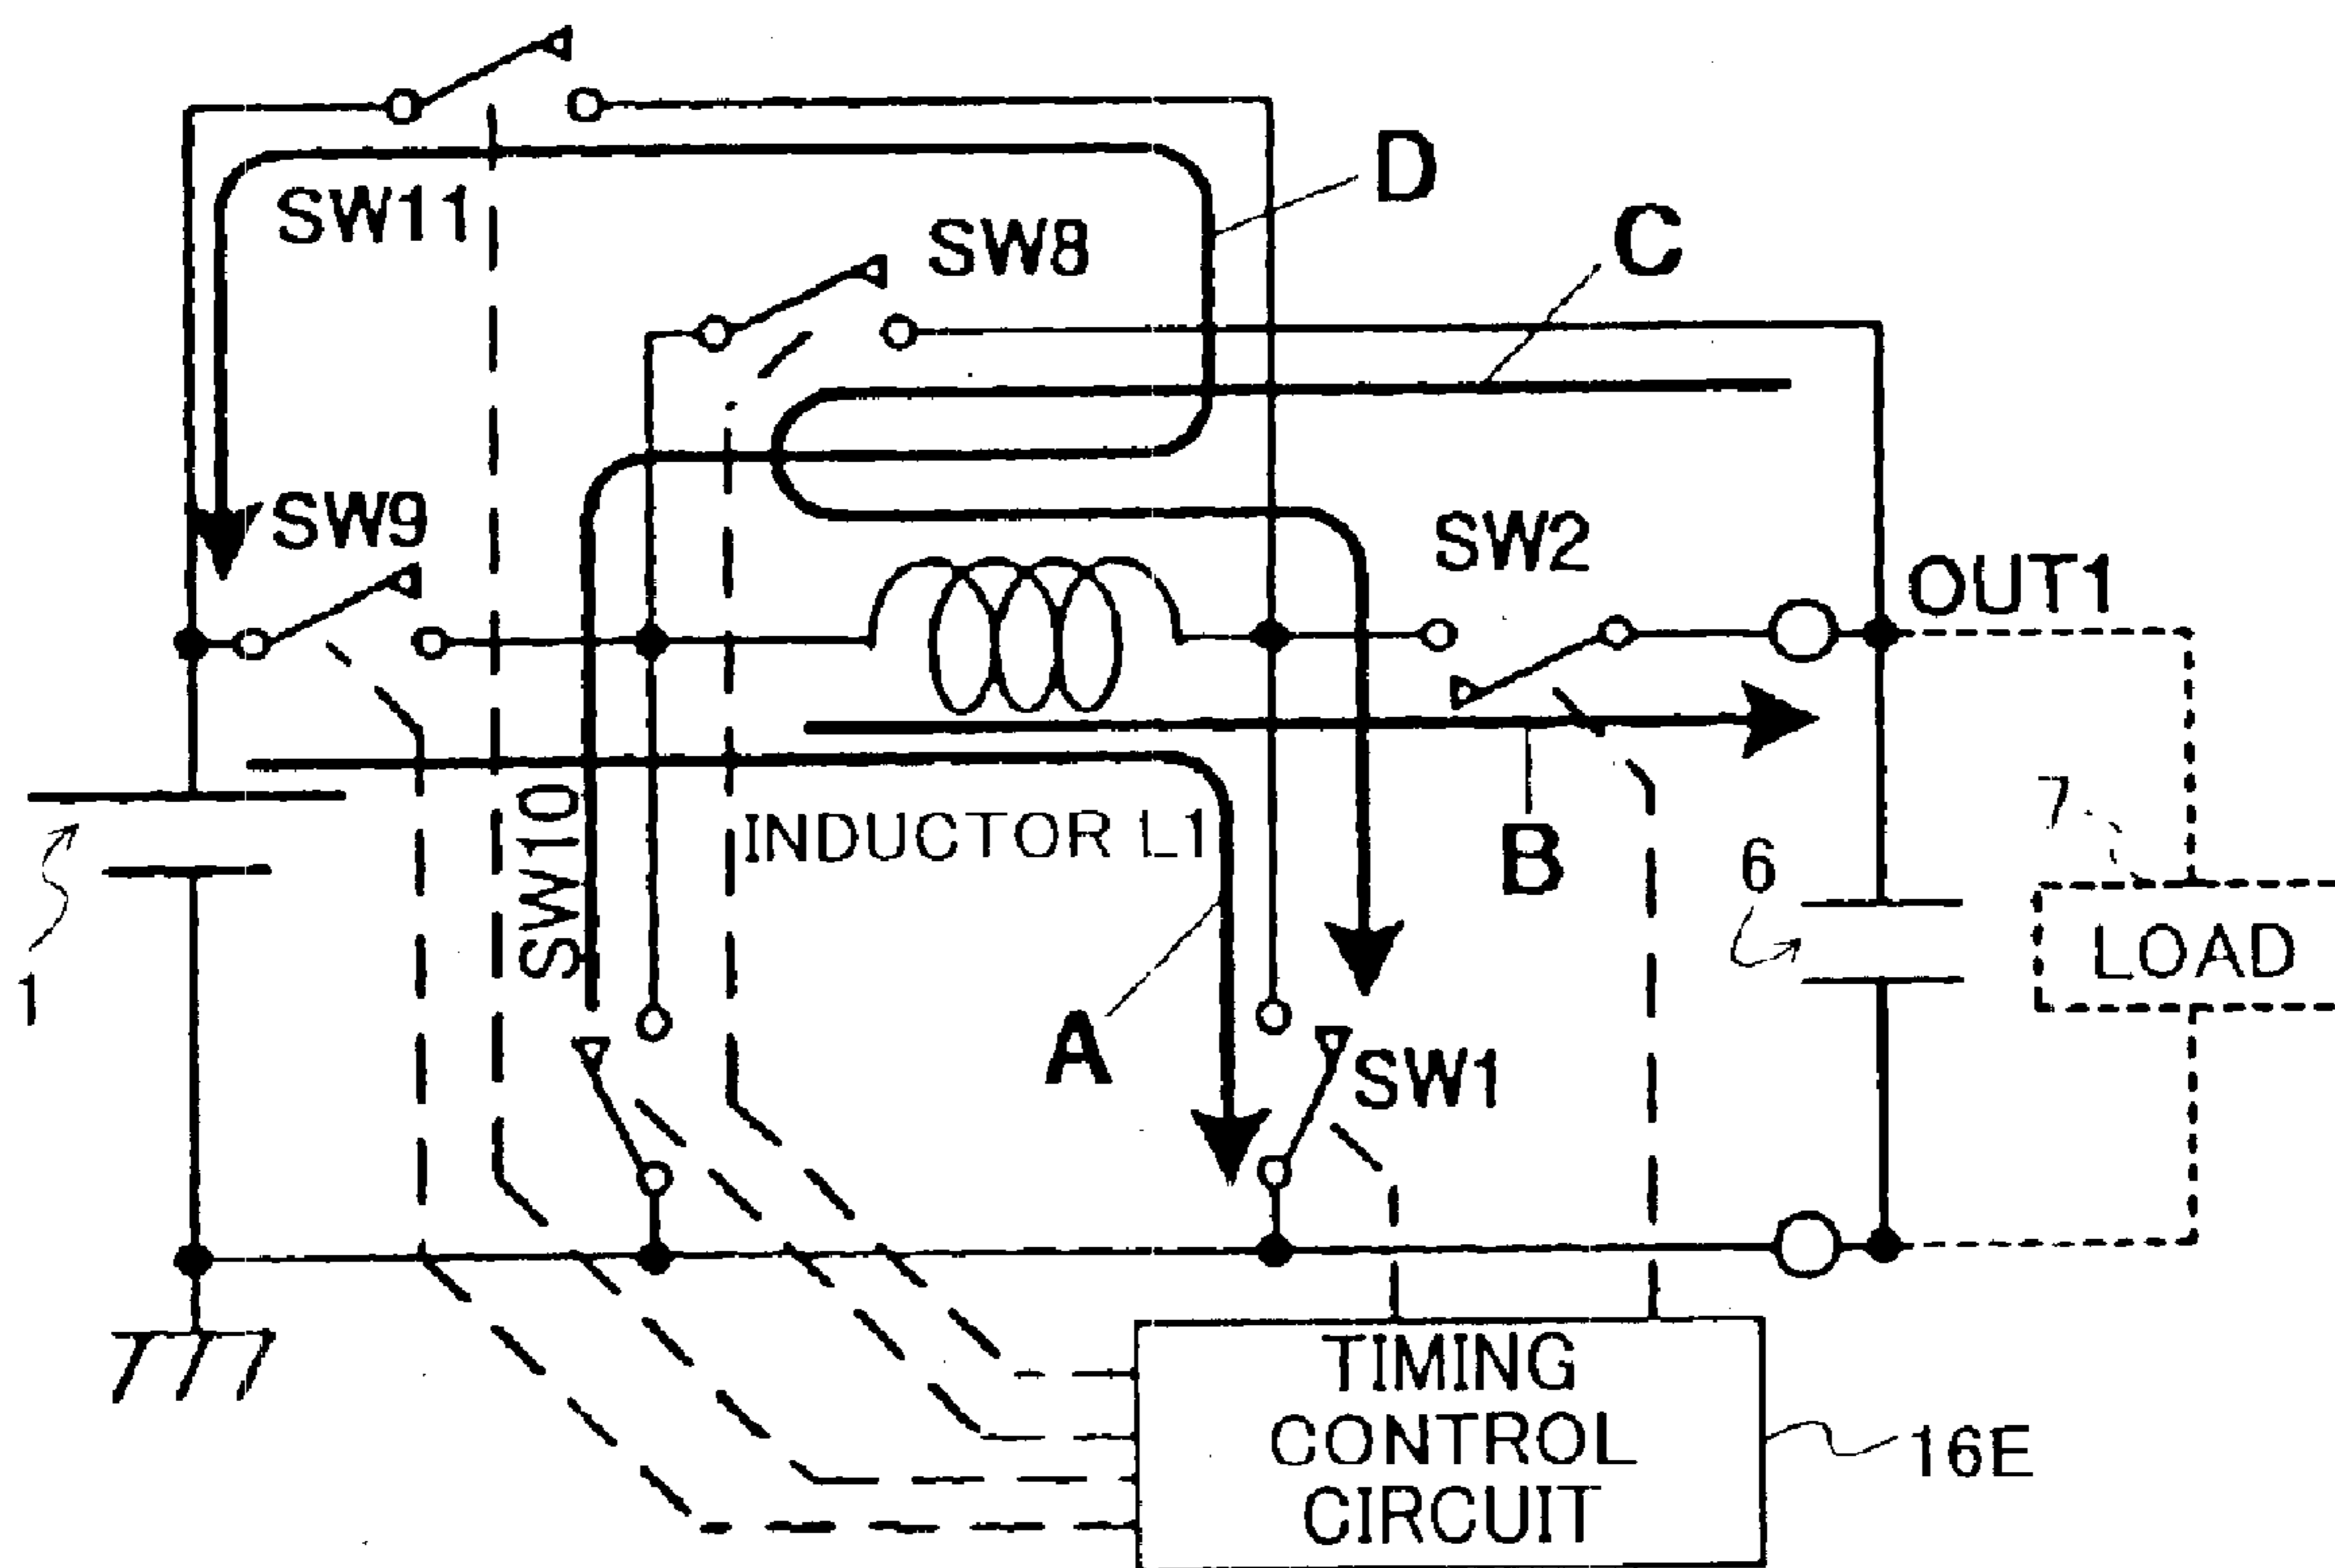 D
C
SW11
SW8
SW9
SW2
OUT1
SW10
INDUCTOR L1
B
7
6
LOAD
1
A
SW1
TIMING
CONTROL
CIRCUIT
16E